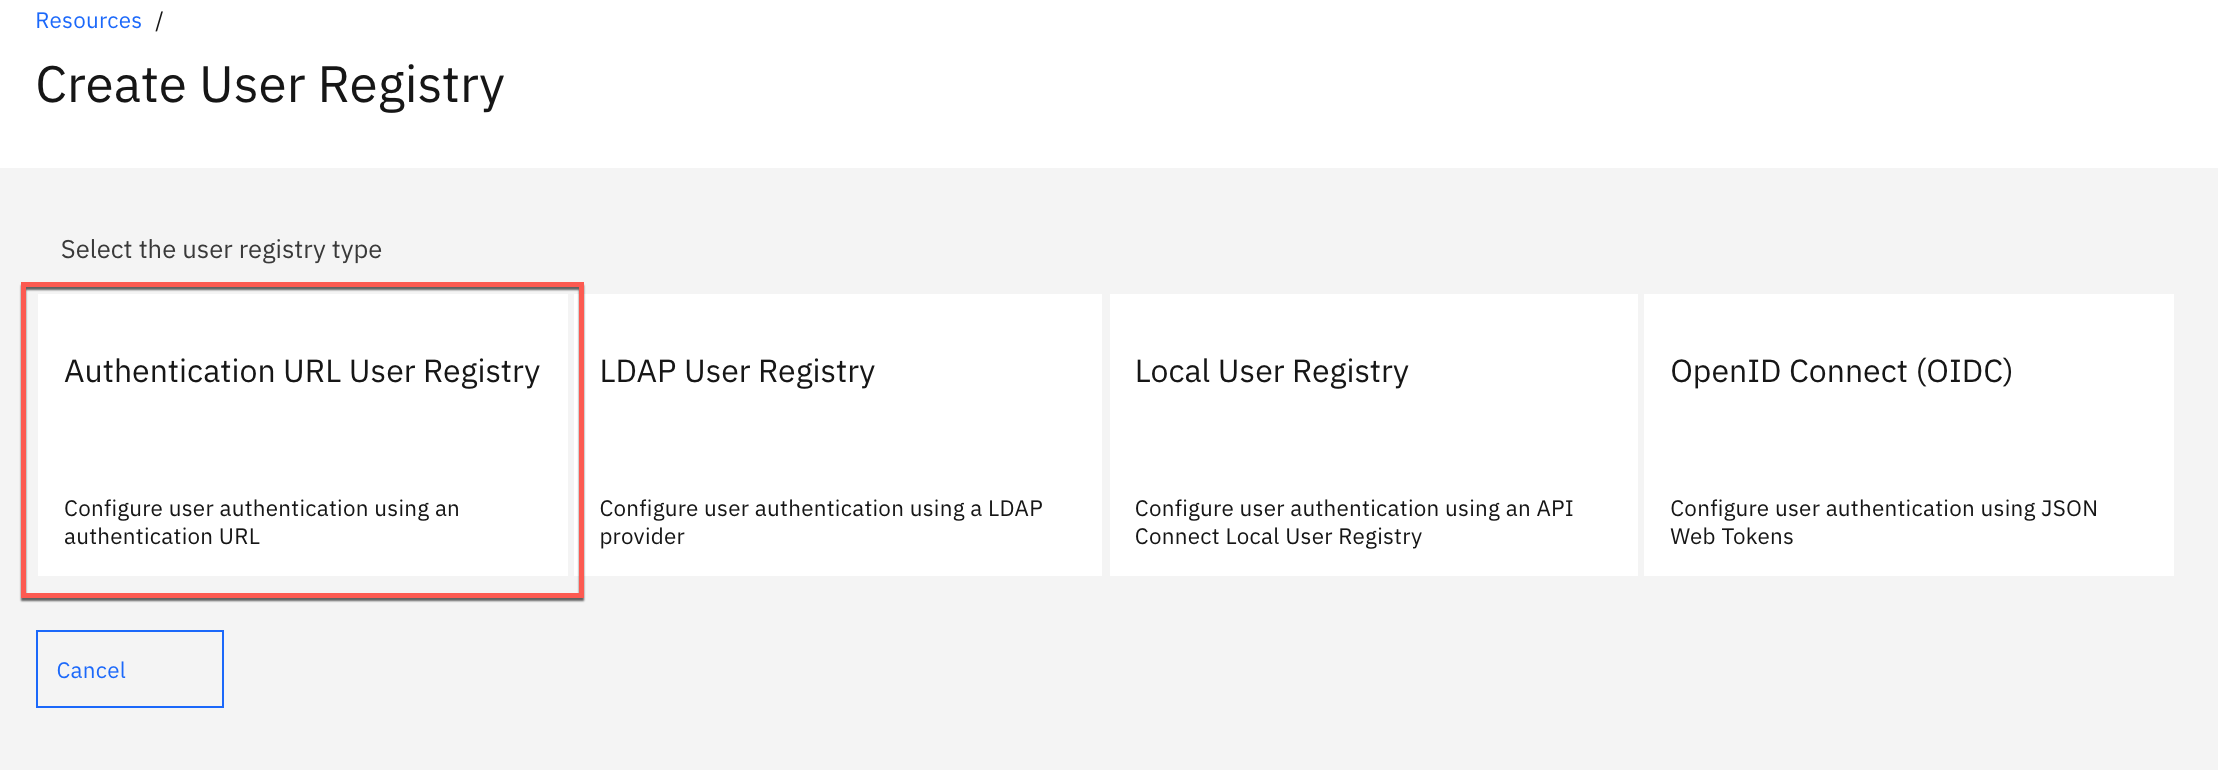 Resources /
Create User Registry
Select the user registry type
Authentication URL User Registry
Configure user authentication using an
authentication URL
LDAP User Registry
Configure user authentication using a LDAP
provider
Local User Registry
Configure user authentication using an API
Connect Local User Registry
OpenID Connect (OIDC)
Configure user authentication using JSON
Web Tokens
Cancel